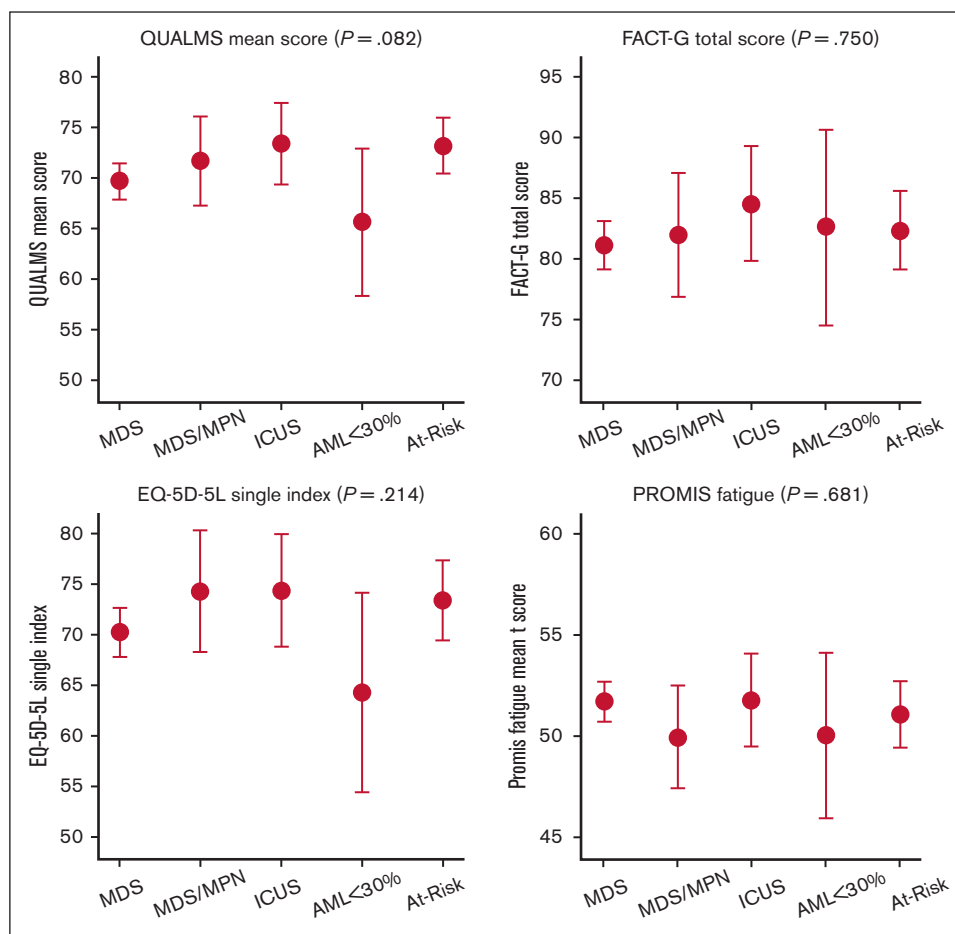 QUALMS mean score (P = .082)
QUALMS mean score
80
75
70
65
60
55
50
MDS
MDS/MPN
ICUS
AML<30%
At-Risk
FACT-G total score (P = .750)
FACT-G total score
95
90
85
80
75
70
MDS
MDS/MPN
ICUS
AML<30%
At-Risk
EQ-5D-5L single index (P = .214)
EQ-5D-5L single index
80
75
70
65
60
55
50
MDS
MDS/MPN
ICUS
AML<30%
At-Risk
PROMIS fatigue (P = .681)
Promis fatigue mean t score
60
55
50
45
MDS
MDS/MPN
ICUS
AML<30%
At-Risk